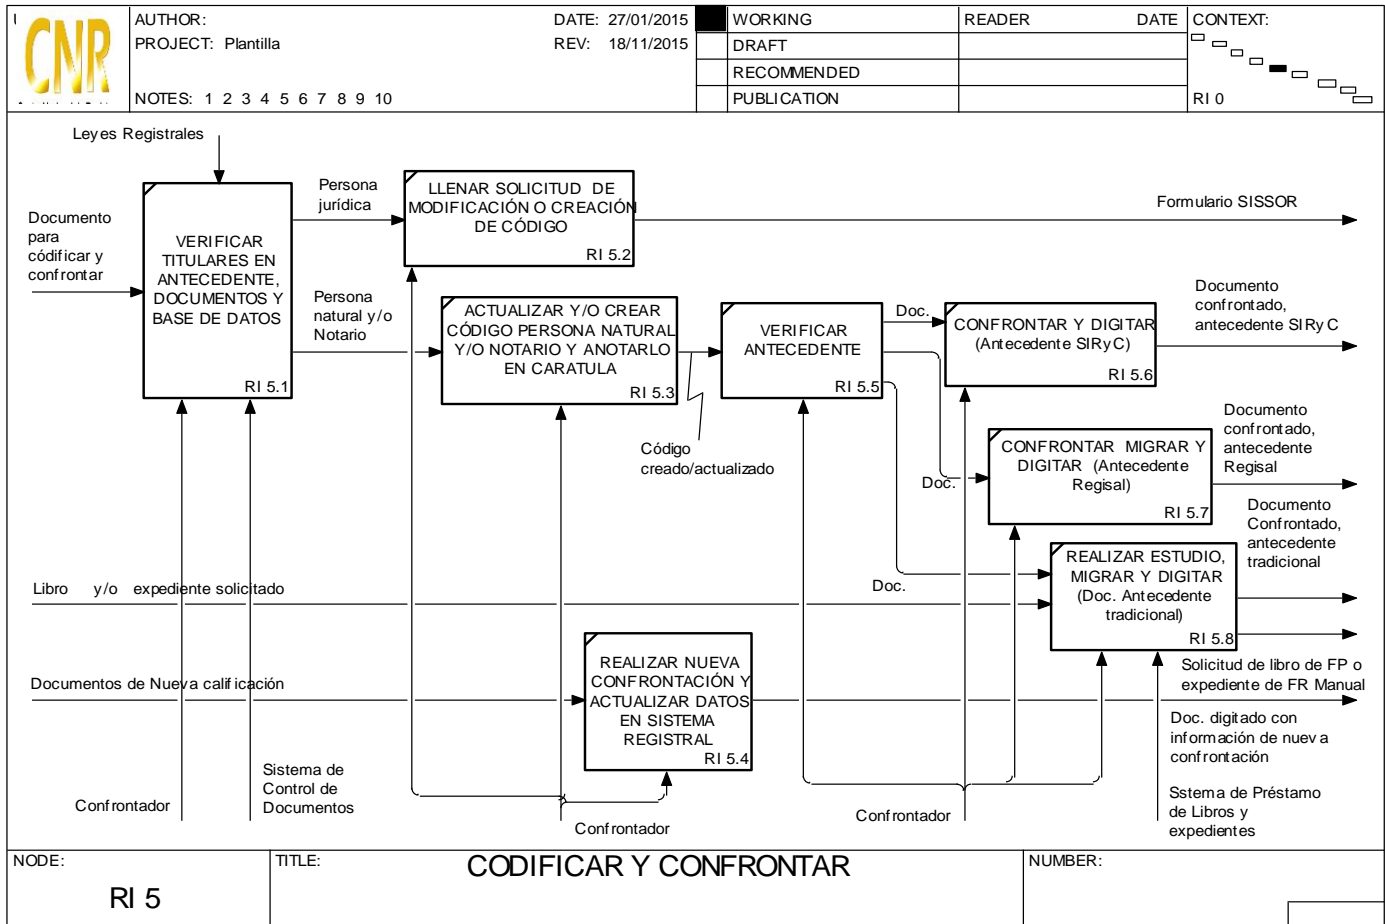 CNR
AUTHOR:
PROJECT: Plantilla
DATE: 27/01/2015
REV: 18/11/2015
NOTES: 1 2 3 4 5 6 7 8 9 10
WORKING
DRAFT
RECOMMENDED
PUBLICATION
READER DATE
CONTEXT:
RI 0
Leyes Registrales
Documento
para
códificar y
confrontar
VERIFICAR
TITULARES EN
ANTECEDENTE,
DOCUMENTOS Y
BASE DE DATOS
RI 5.1
Persona
jurídica
LLENAR SOLICITUD DE
MODIFICACIÓN O CREACIÓN
DE CÓDIGO
RI 5.2
Formulario SISSOR
Persona
natural y/o
Notario
ACTUALIZAR Y/O CREAR
CÓDIGO PERSONA NATURAL
Y/O NOTARIO Y ANOTARLO
EN CARATULA
RI 5.3
Código
creado/actualizado
VERIFICAR
ANTECEDENTE
RI 5.5
Doc.
CONFRONTAR Y DIGITAR
(Antecedente SIRyC)
RI 5.6
Documento
confrontado,
antecedente SIRyC
Doc.
CONFRONTAR MIGRAR Y
DIGITAR (Antecedente
Regisal)
RI 5.7
Documento
confrontado,
antecedente
Regisal
Doc.
REALIZAR ESTUDIO,
MIGRAR Y DIGITAR
(Doc. Antecedente
tradicional)
RI 5.8
Documento
Confrontado,
antecedente
tradicional
Libro y/o expediente solicitado
Documentos de Nueva calificación
REALIZAR NUEVA
CONFRONTACIÓN Y
ACTUALIZAR DATOS
EN SISTEMA
REGISTRAL
RI 5.4
Solicitud de libro de FP o
expediente de FR Manual
Doc. digitado con
información de nueva
confrontación
Confrontador
Sistema de
Control de
Documentos
Confrontador
Confrontador
Sstema de Préstamo
de Libros y
expedientes
NODE:
RI 5
TITLE:
CODIFICAR Y CONFRONTAR
NUMBER: